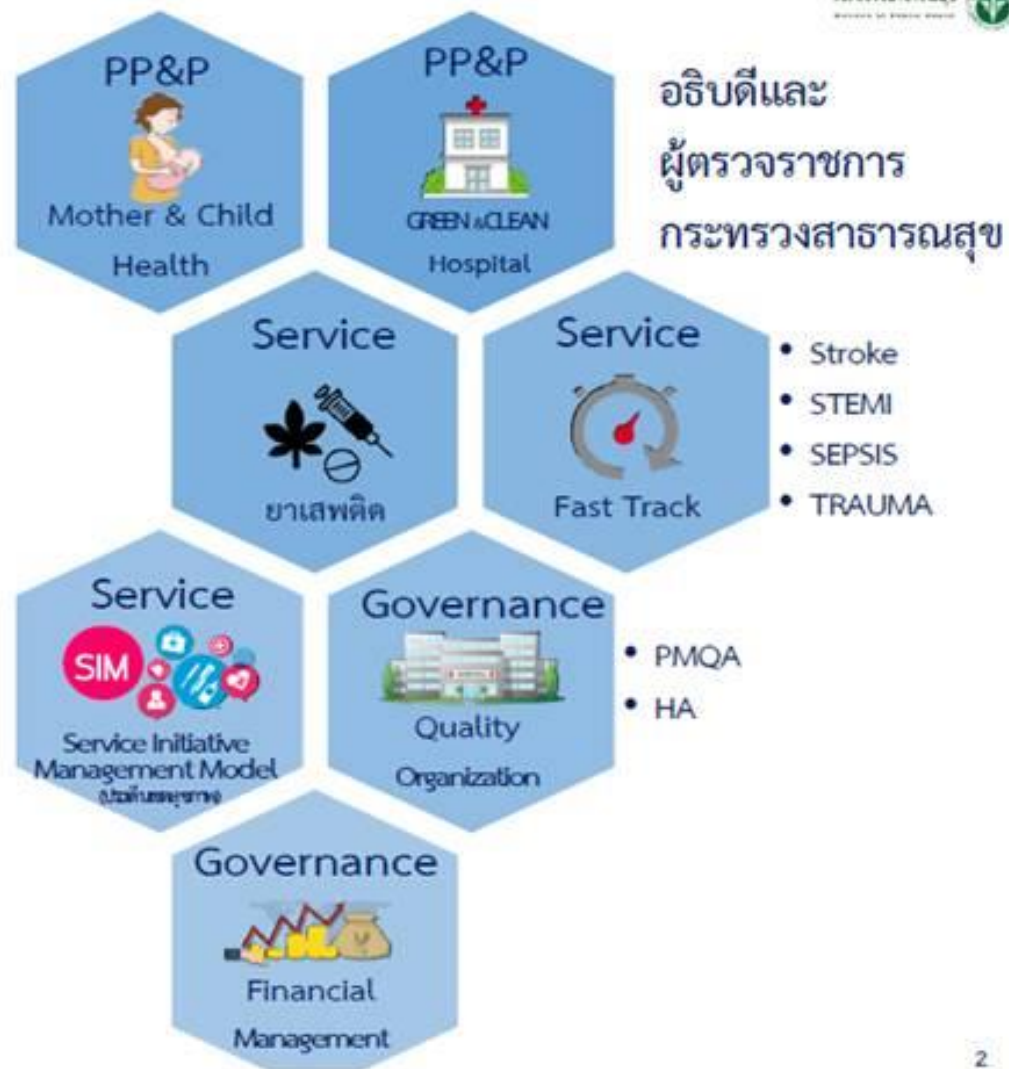 PP&P
Mother & Child
Health
PP&P
GREEN & CLEAN
Hospital
อธิบดีและ
ผู้ตรวจราชการ
กระทรวงสาธารณสุข
Service
ยาเสพติด
Service
Fast Track
• Stroke
• STEMI
• SEPSIS
• TRAUMA
Service
SIM
Service Initiative
Management Model
Governance
Quality
Organization
• PMQA
• HA
Governance
Financial
Management
2